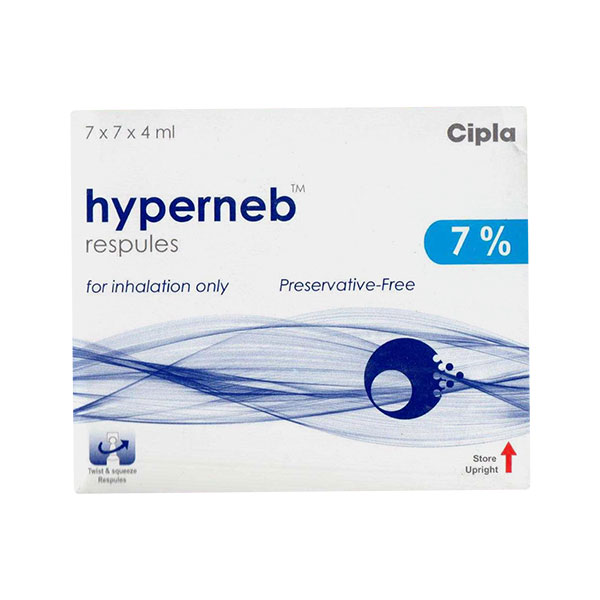 7 x 7 x 4 ml
Cipla
hyperneb™
respules
7 %
for inhalation only
Preservative-Free
Twist & squeeze
Respules
Store
Upright